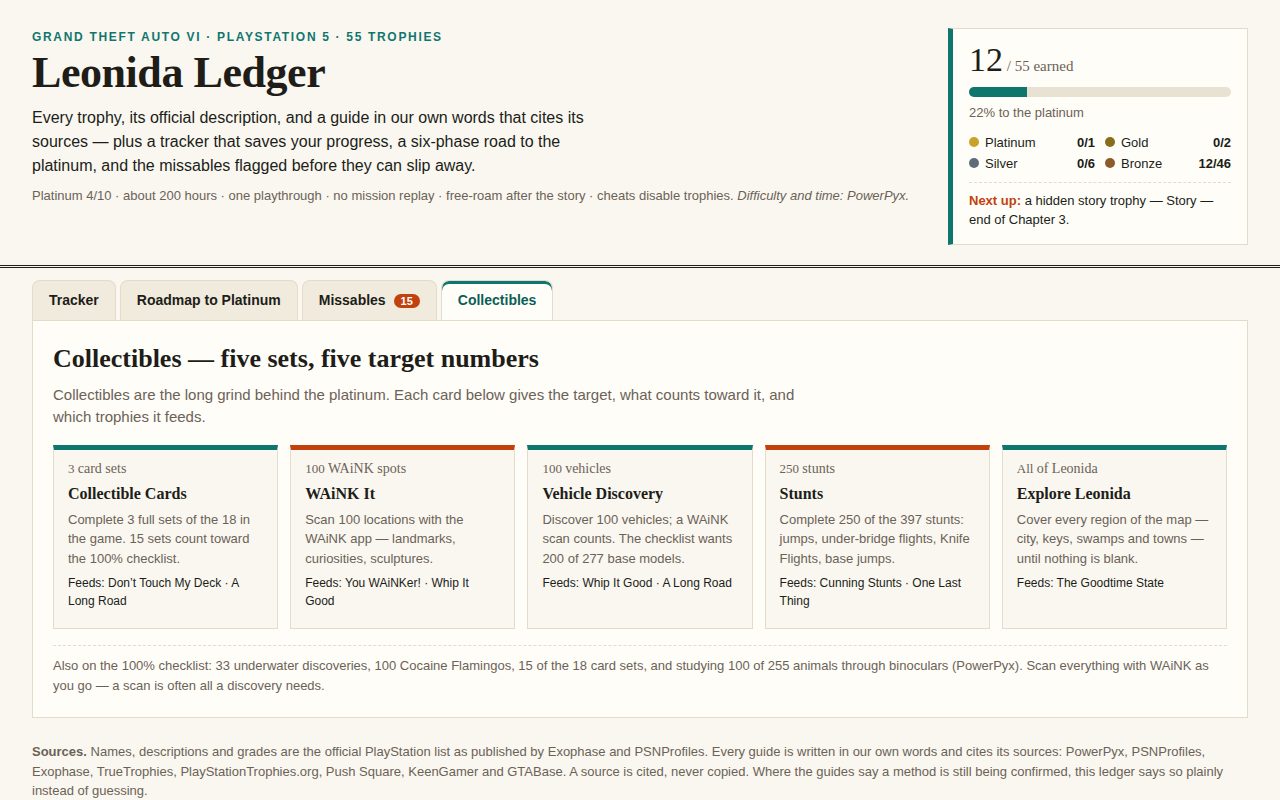 GRAND THEFT AUTO VI · PLAYSTATION 5 · 55 TROPHIES
Leonida Ledger
Every trophy, its official description, and a guide in our own words that cites its
sources — plus a tracker that saves your progress, a six-phase road to the
platinum, and the missables flagged before they can slip away.
Platinum 4/10 · about 200 hours · one playthrough · no mission replay · free-roam after the story · cheats disable trophies. Difficulty and time: PowerPyx.
12 / 55 earned
22% to the platinum
Platinum 0/1 Gold 0/2
Silver 0/6 Bronze 12/46
Next up: a hidden story trophy — Story —
end of Chapter 3.
Tracker
Roadmap to Platinum
Missables 15
Collectibles
Collectibles — five sets, five target numbers
Collectibles are the long grind behind the platinum. Each card below gives the target, what counts toward it, and
which trophies it feeds.
3 card sets
Collectible Cards
Complete 3 full sets of the 18 in
the game. 15 sets count toward
the 100% checklist.
Feeds: Don’t Touch My Deck · A
Long Road
100 WAiNK spots
WAiNK It
Scan 100 locations with the
WAiNK app — landmarks,
curiosities, sculptures.
Feeds: You WAiNKer! · Whip It
Good
100 vehicles
Vehicle Discovery
Discover 100 vehicles; a WAiNK
scan counts. The checklist wants
200 of 277 base models.
Feeds: Whip It Good · A Long Road
250 stunts
Stunts
Complete 250 of the 397 stunts:
jumps, under-bridge flights, Knife
Flights, base jumps.
Feeds: Cunning Stunts · One Last
Thing
All of Leonida
Explore Leonida
Cover every region of the map —
city, keys, swamps and towns —
until nothing is blank.
Feeds: The Goodtime State
Also on the 100% checklist: 33 underwater discoveries, 100 Cocaine Flamingos, 15 of the 18 card sets, and studying 100 of 255 animals through binoculars (PowerPyx). Scan everything with WAiNK as
you go — a scan is often all a discovery needs.
Sources. Names, descriptions and grades are the official PlayStation list as published by Exophase and PSNProfiles. Every guide is written in our own words and cites its sources: PowerPyx, PSNProfiles,
Exophase, TrueTrophies, PlayStationTrophies.org, Push Square, KeenGamer and GTABase. A source is cited, never copied. Where the guides say a method is still being confirmed, this ledger says so plainly
instead of guessing.